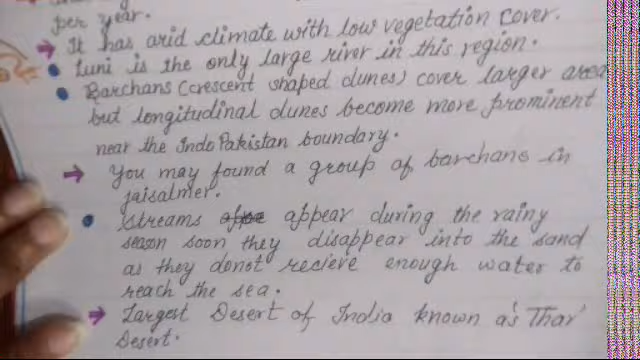 per year.
It has arid climate with low vegetation cover.
Luni is the only large river in this region.
Barchans (crescent shaped dunes) cover larger area
but longitudinal dunes become more prominent
near the Indo Pakistan boundary.
You may found a group of barchans in
jaisalmer.
Streams appear during the rainy
season soon they disappear into the sand
as they donot recieve enough water to
reach the sea.
Largest Desert of India known as 'Thar'
Desert.